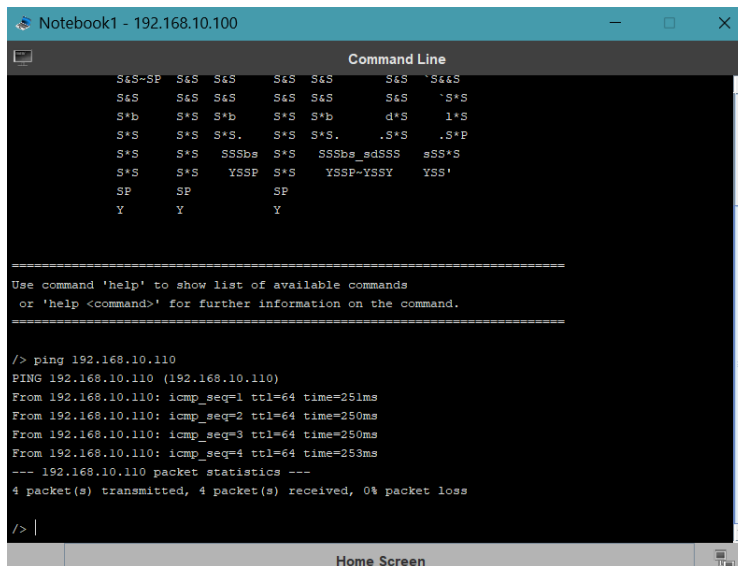 Notebook1 - 192.168.10.100
Command Line
S&S~SP S&S S&S S&S S&S S&S `S&&S
S&S S&S S&S S&S S&S S&S `S*S
S*b S*S S*b S*S S*b d*S l*S
S*S S*S S*S. S*S S*S. .S*S .S*P
S*S S*S SSSbs S*S SSSbs_sdSSS sSS*S
S*S S*S YSSP S*S YSSP~YSSY YSS'
SP SP SP
Y Y Y
=========================================================================
Use command 'help' to show list of available commands
or 'help <command>' for further information on the command.
=========================================================================
/> ping 192.168.10.110
PING 192.168.10.110 (192.168.10.110)
From 192.168.10.110: icmp_seq=1 ttl=64 time=251ms
From 192.168.10.110: icmp_seq=2 ttl=64 time=250ms
From 192.168.10.110: icmp_seq=3 ttl=64 time=250ms
From 192.168.10.110: icmp_seq=4 ttl=64 time=253ms
--- 192.168.10.110 packet statistics ---
4 packet(s) transmitted, 4 packet(s) received, 0% packet loss
/>
Home Screen